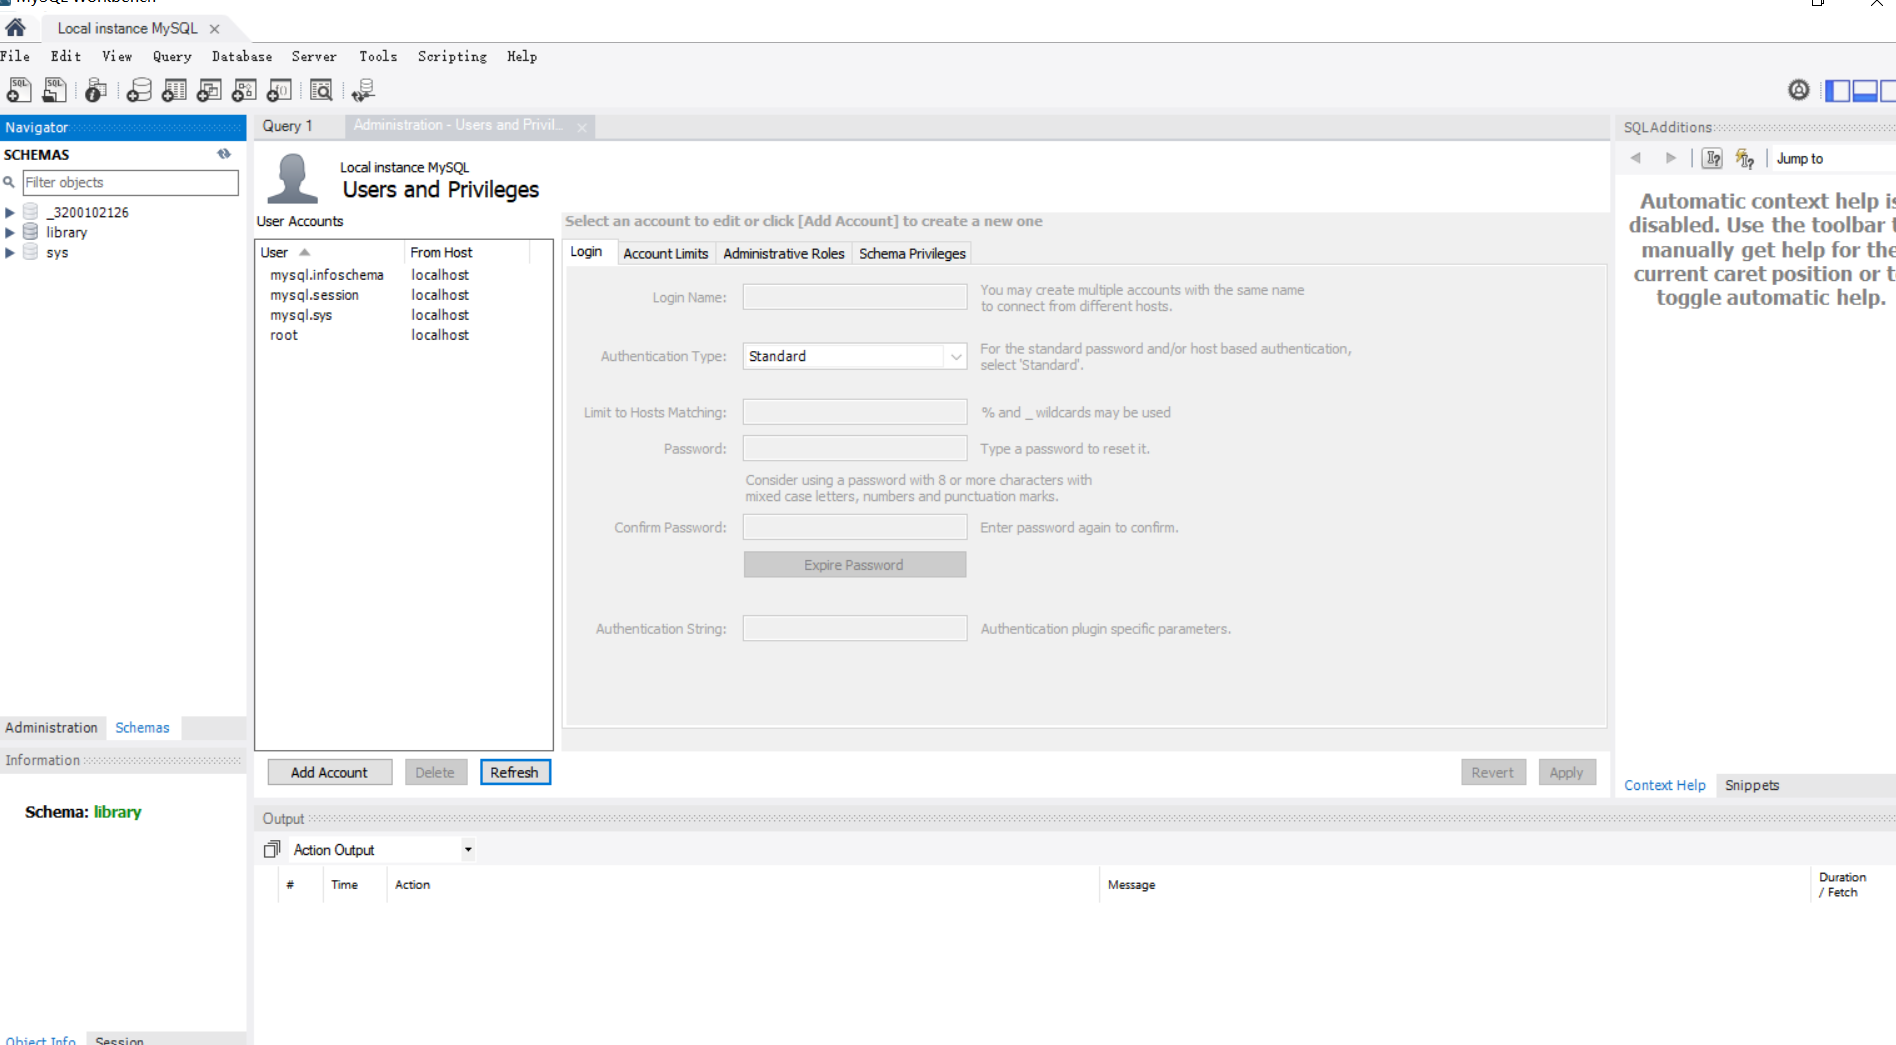 MySQL Workbench
Local instance MySQL
File Edit View Query Database Server Tools Scripting Help
Navigator
SCHEMAS
Filter objects
_3200102126
library
sys
Administration Schemas
Information
Schema: library
Object Info Session
Query 1 Administration - Users and Privil...
Local instance MySQL
Users and Privileges
User Accounts
User From Host
mysql.infoschema localhost
mysql.session localhost
mysql.sys localhost
root localhost
Add Account Delete Refresh
Select an account to edit or click [Add Account] to create a new one
Login Account Limits Administrative Roles Schema Privileges
Login Name:
You may create multiple accounts with the same name
to connect from different hosts.
Authentication Type: Standard
For the standard password and/or host based authentication,
select 'Standard'.
Limit to Hosts Matching: % and _ wildcards may be used
Password: Type a password to reset it.
Consider using a password with 8 or more characters with
mixed case letters, numbers and punctuation marks.
Confirm Password: Enter password again to confirm.
Expire Password
Authentication String: Authentication plugin specific parameters.
Revert Apply
SQLAdditions
Jump to
Automatic context help is
disabled. Use the toolbar t
manually get help for the
current caret position or t
toggle automatic help.
Context Help Snippets
Output
Action Output
# Time Action Message Duration
/ Fetch